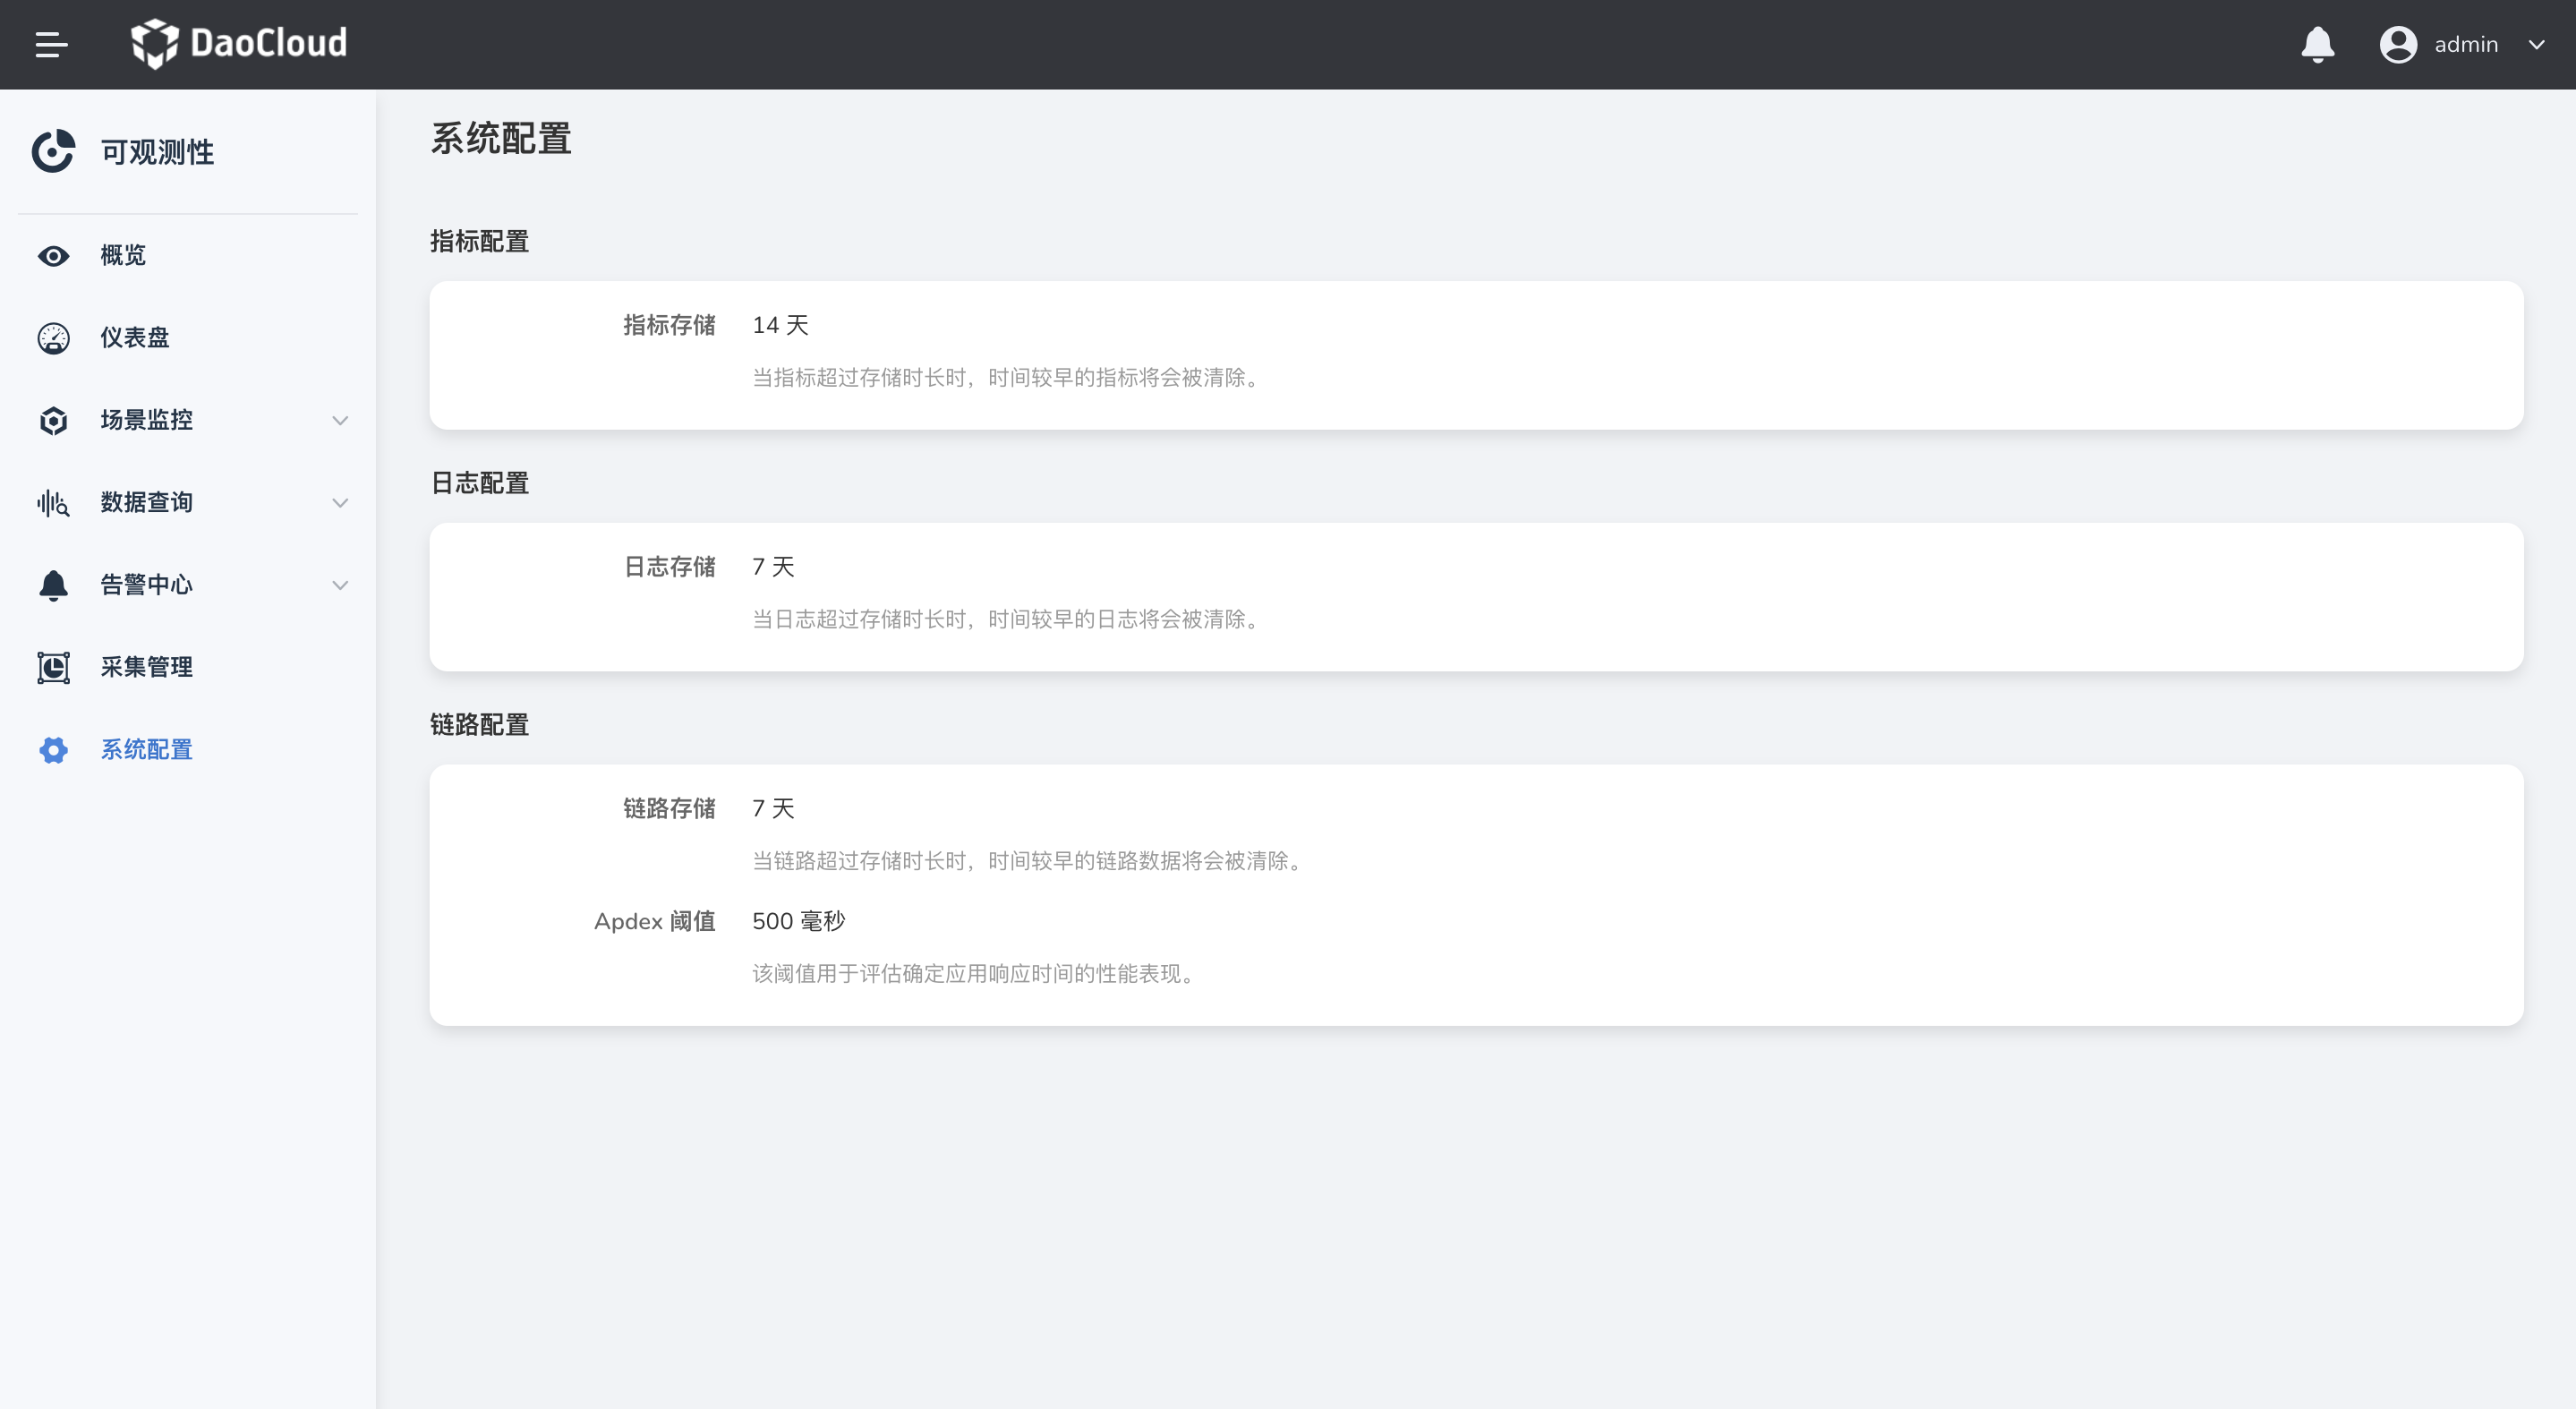 DaoCloud
admin
可观测性
概览
仪表盘
场景监控
数据查询
告警中心
采集管理
系统配置
系统配置
指标配置
指标存储 14 天
当指标超过存储时长时，时间较早的指标将会被清除。
日志配置
日志存储 7 天
当日志超过存储时长时，时间较早的日志将会被清除。
链路配置
链路存储 7 天
当链路超过存储时长时，时间较早的链路数据将会被清除。
Apdex 阈值 500 毫秒
该阈值用于评估确定应用响应时间的性能表现。